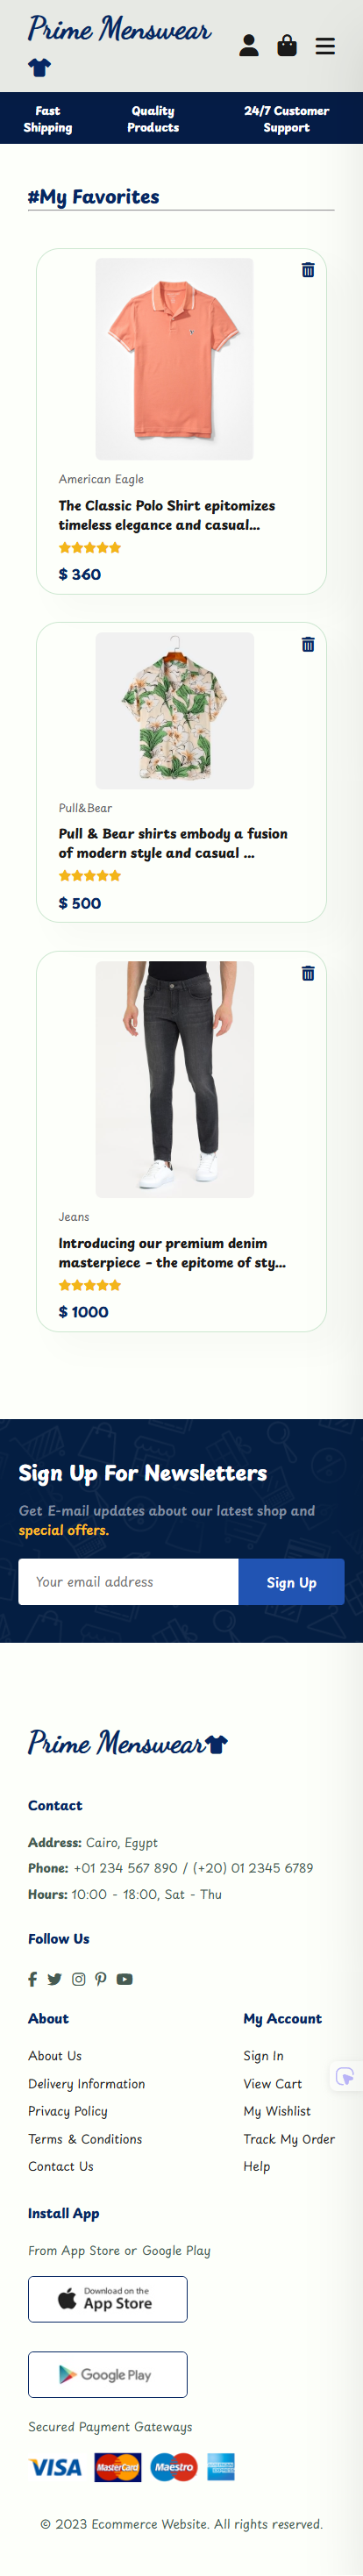 Prime Menswear
Fast
Shipping
Quality
Products
24/7 Customer
Support
#My Favorites
American Eagle
The Classic Polo Shirt epitomizes
timeless elegance and casual...
$ 360
Pull&Bear
Pull & Bear shirts embody a fusion
of modern style and casual ...
$ 500
Jeans
Introducing our premium denim
masterpiece - the epitome of sty...
$ 1000
Sign Up For Newsletters
Get E-mail updates about our latest shop and
special offers.
Your email address
Sign Up
Prime Menswear
Contact
Address: Cairo, Egypt
Phone: +01 234 567 890 / (+20) 01 2345 6789
Hours: 10:00 - 18:00, Sat - Thu
Follow Us
About
About Us
Delivery Information
Privacy Policy
Terms & Conditions
Contact Us
My Account
Sign In
View Cart
My Wishlist
Track My Order
Help
Install App
From App Store or Google Play
Download on the
App Store
Google Play
Secured Payment Gateways
VISA
MasterCard
Maestro
AMERICAN EXPRESS
© 2023 Ecommerce Website. All rights reserved.